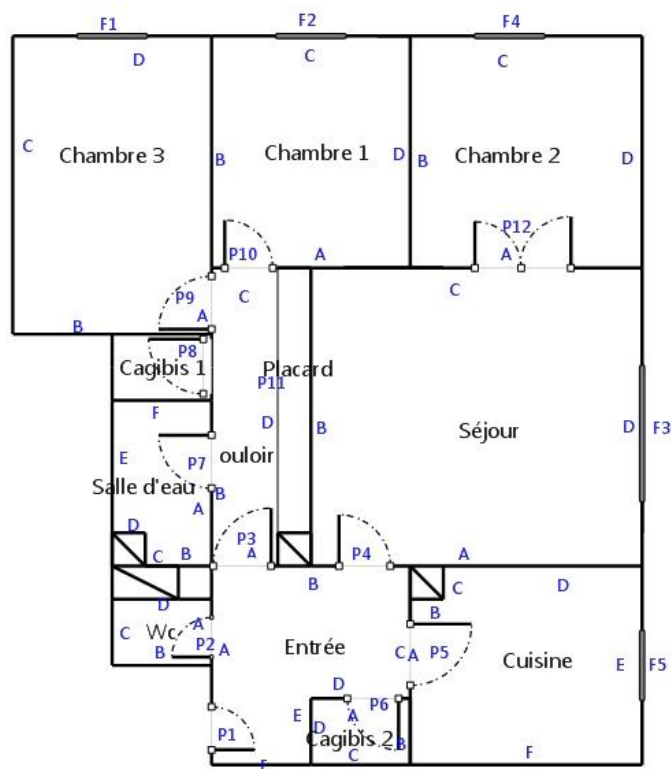 F1
F2
F4
D
C
C
C
Chambre 3
B
Chambre 1
D
B
Chambre 2
D
P10
A
P12
A
P9
A
C
C
B
P8
Cagibis 1
Placard
P11
F
D
B
Séjour
D
F3
E
P7
ouloir
Salle d'eau
A
B
D
C
B
P3
A
P4
A
B
C
D
D
B
C
Wc
A
B
P2
A
Entrée
C
A
P5
Cuisine
E
F5
D
P6
P1
E
D
A
Cagibis 2
B
C
F
F